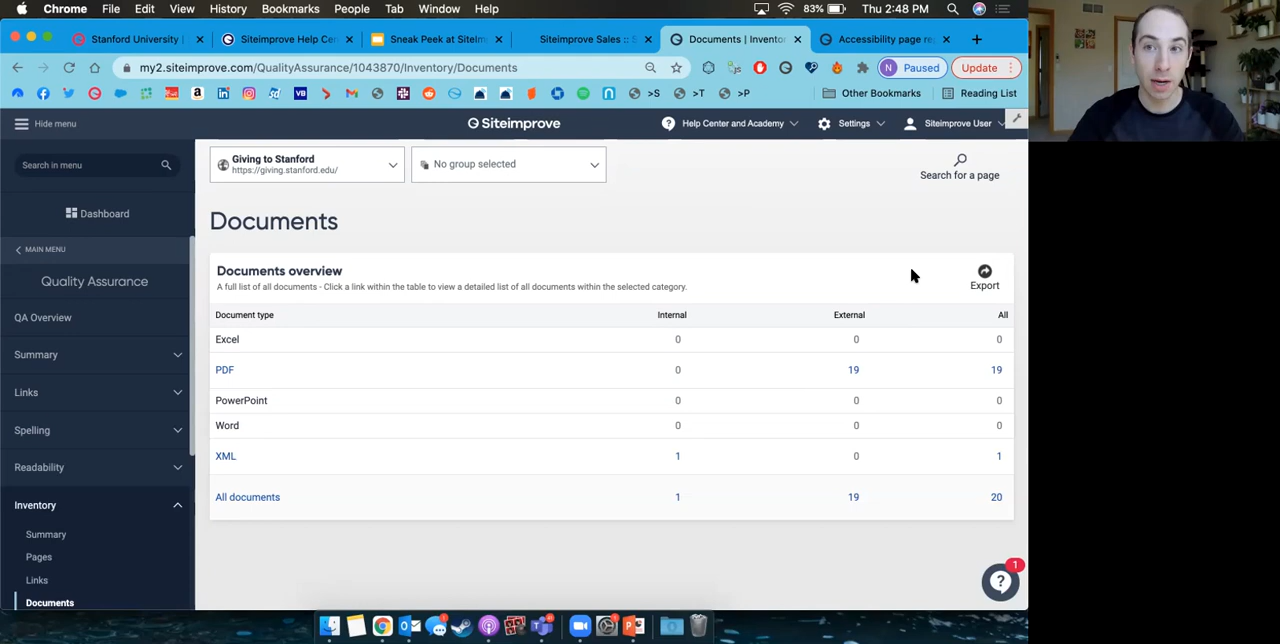 Chrome File Edit View History Bookmarks People Tab Window Help 83% Thu 2:48 PM
Stanford University | Siteimprove Help Cen Sneak Peek at SiteIm Siteimprove Sales :: S Documents | Inventor Accessibility page re
my2.siteimprove.com/QualityAssurance/1043870/Inventory/Documents N Paused Update
>S >T >P Other Bookmarks Reading List
Hide menu Siteimprove Help Center and Academy Settings Siteimprove User
Search in menu
Giving to Stanford
https://giving.stanford.edu/
No group selected
Search for a page
Dashboard
MAIN MENU
Quality Assurance
QA Overview
Summary
Links
Spelling
Readability
Inventory
Summary
Pages
Links
Documents
Documents
Documents overview
A full list of all documents - Click a link within the table to view a detailed list of all documents within the selected category.
Export
Document type Internal External All
Excel 0 0 0
PDF 0 19 19
PowerPoint 0 0 0
Word 0 0 0
XML 1 0 1
All documents 1 19 20
1